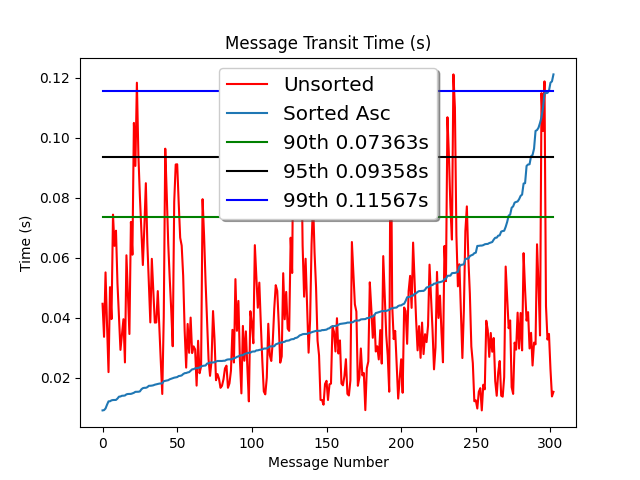 Message Transit Time (s)
Unsorted
Sorted Asc
90th 0.07363s
95th 0.09358s
99th 0.11567s
0.12
0.10
0.08
0.06
0.04
0.02
Time (s)
0 50 100 150 200 250 300
Message Number